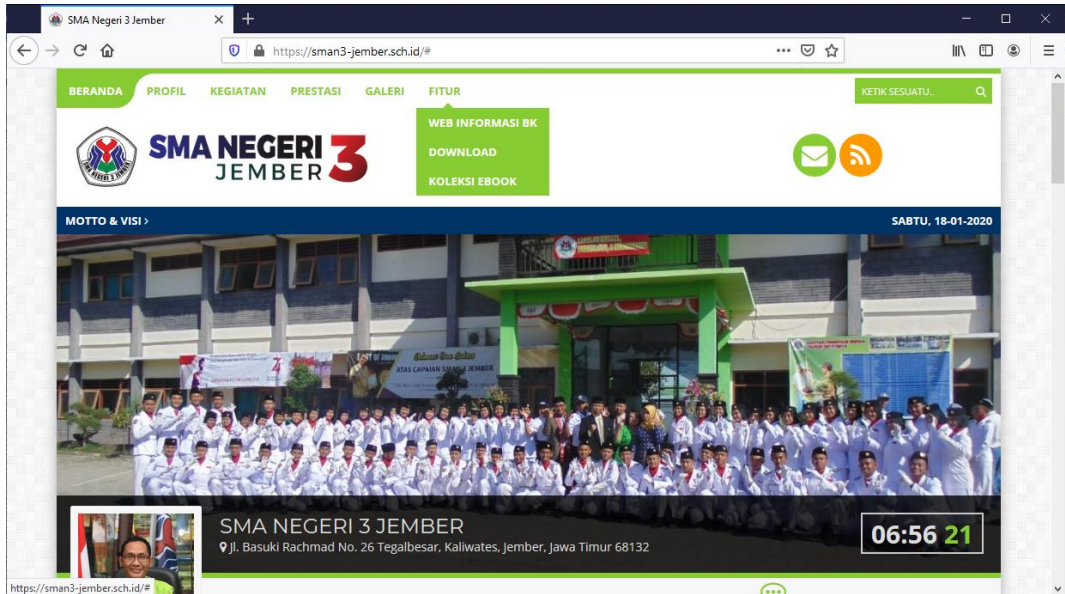 SMA Negeri 3 Jember
https://sman3-jember.sch.id/#
BERANDA PROFIL KEGIATAN PRESTASI GALERI FITUR
KETIK SESUATU..
WEB INFORMASI BK
DOWNLOAD
KOLEKSI EBOOK
SMA NEGERI 3
JEMBER
MOTTO & VISI >
SABTU, 18-01-2020
ATAS CAPAIAN SMAN 3 JEMBER
SMA NEGERI 3 JEMBER
Jl. Basuki Rachmad No. 26 Tegalbesar, Kaliwates, Jember, Jawa Timur 68132
06:56 21
https://sman3-jember.sch.id/#